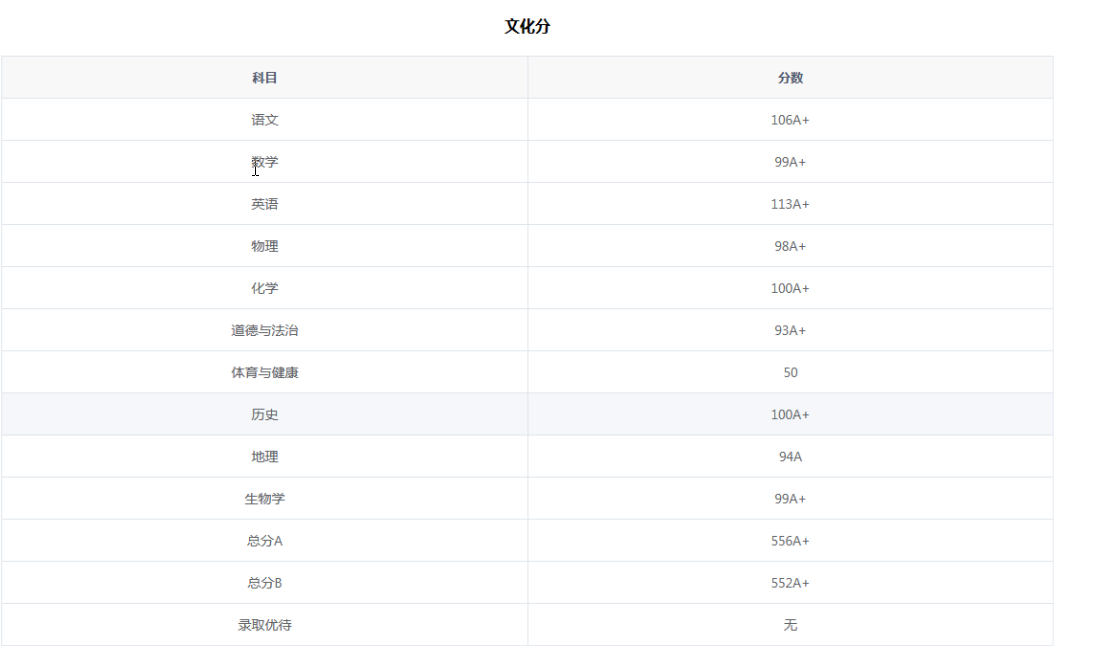 文化分
科目 分数
语文 106A+
数学 99A+
英语 113A+
物理 98A+
化学 100A+
道德与法治 93A+
体育与健康 50
历史 100A+
地理 94A
生物学 99A+
总分A 556A+
总分B 552A+
录取优待 无